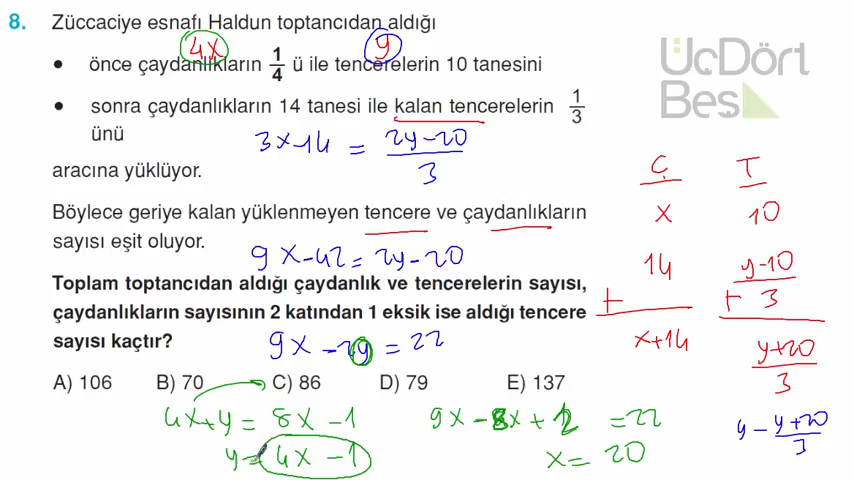 8. Züccaciye esnafı Haldun toptancıdan aldığı
4x y
• önce çaydanlıkların 1/4 ü ile tencerelerin 10 tanesini
• sonra çaydanlıkların 14 tanesi ile kalan tencerelerin 1/3
ünü
3x-14 = (2y-20)/3
aracına yüklüyor.
Böylece geriye kalan yüklenmeyen tencere ve çaydanlıkların
sayısı eşit oluyor.
9x-42=2y-20
Toplam toptancıdan aldığı çaydanlık ve tencerelerin sayısı,
çaydanlıkların sayısının 2 katından 1 eksik ise aldığı tencere
sayısı kaçtır?
9x-2y=22
A) 106 B) 70 C) 86 D) 79 E) 137
4x+y = 8x-1
y= 4x-1
9x-8x+2 =22
x= 20
ÜçDört
Beş
Ç T
x 10
14 (y-10)/3
+ +
x+14 (y+20)/3
y - (y+20)/3